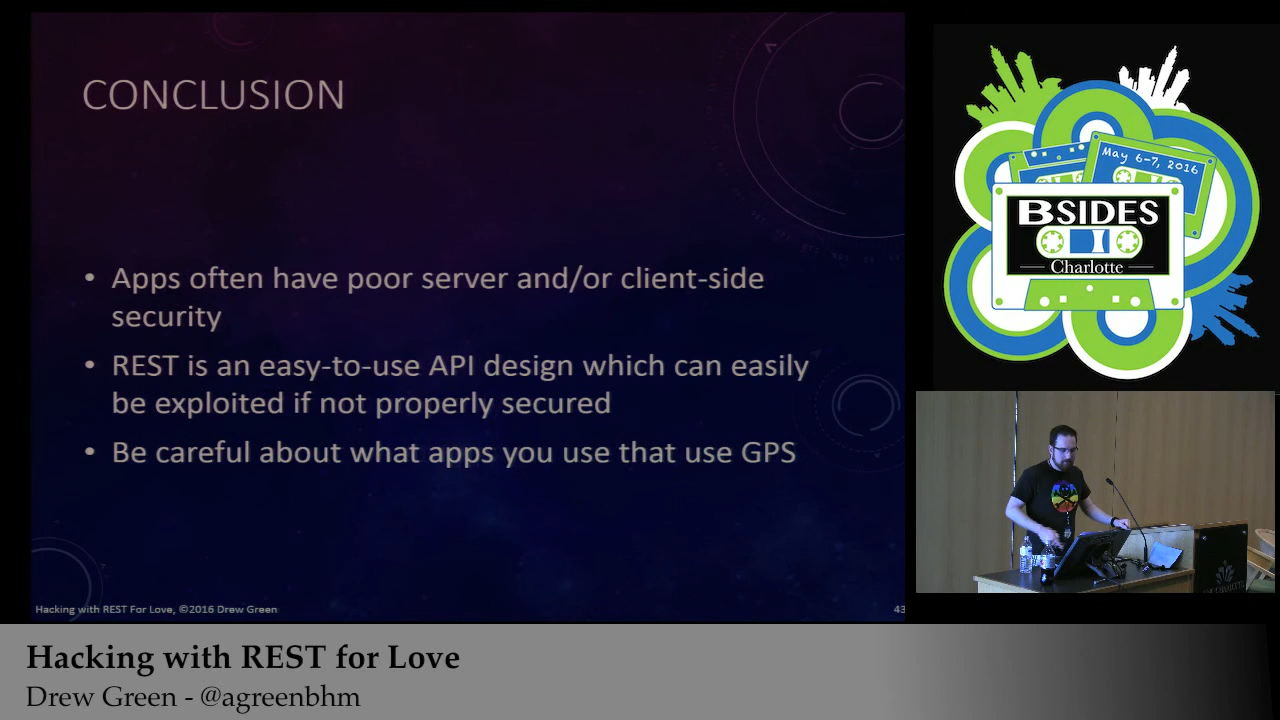 CONCLUSION
• Apps often have poor server and/or client-side
security
• REST is an easy-to-use API design which can easily
be exploited if not properly secured
• Be careful about what apps you use that use GPS
Hacking with REST For Love, ©2016 Drew Green
43
May 6-7, 2016
BSIDES
Charlotte
Hacking with REST for Love
Drew Green - @agreenbhm